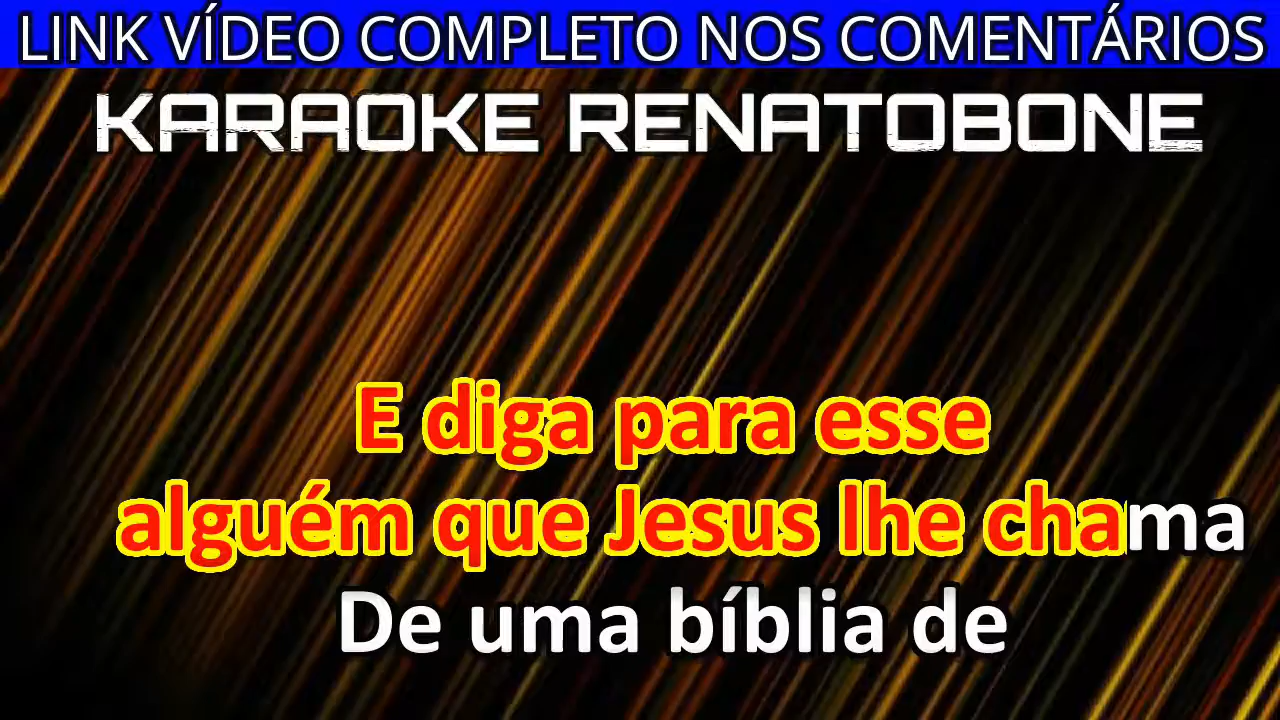 LINK VÍDEO COMPLETO NOS COMENTÁRIOS
KARAOKE RENATOBONE
E diga para esse
alguém que Jesus lhe chama
De uma bíblia de